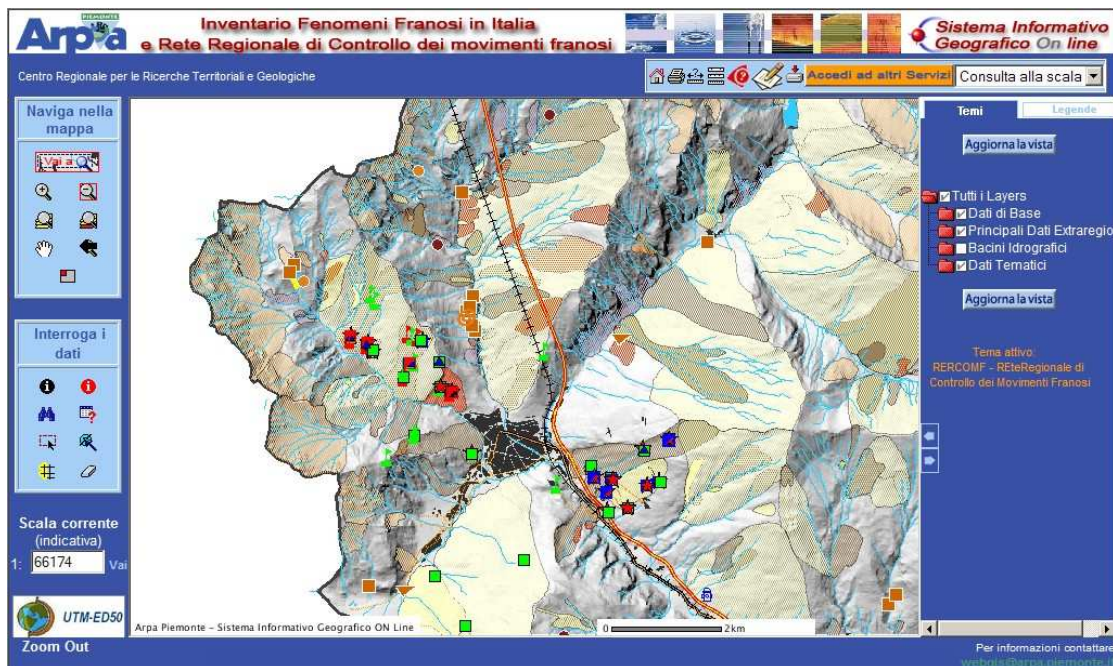 PIEMONTE
Arpa
Inventario Fenomeni Franosi in Italia
e Rete Regionale di Controllo dei movimenti franosi
Sistema Informativo
Geografico On line
Centro Regionale per le Ricerche Territoriali e Geologiche
Accedi ad altri Servizi
Consulta alla scala
Naviga nella
mappa
Vai a
Interroga i
dati
Scala corrente
(indicativa)
1: 66174 Vai
UTM-ED50
Zoom Out
Arpa Piemonte - Sistema Informativo Geografico ON Line
0 2km
Temi
Legende
Aggiorna la vista
Tutti i Layers
Dati di Base
Principali Dati Extraregio
Bacini Idrografici
Dati Tematici
Aggiorna la vista
Tema attivo:
RERCOMF - REteRegionale di
Controllo dei Movimenti Franosi
Per informazioni contattare